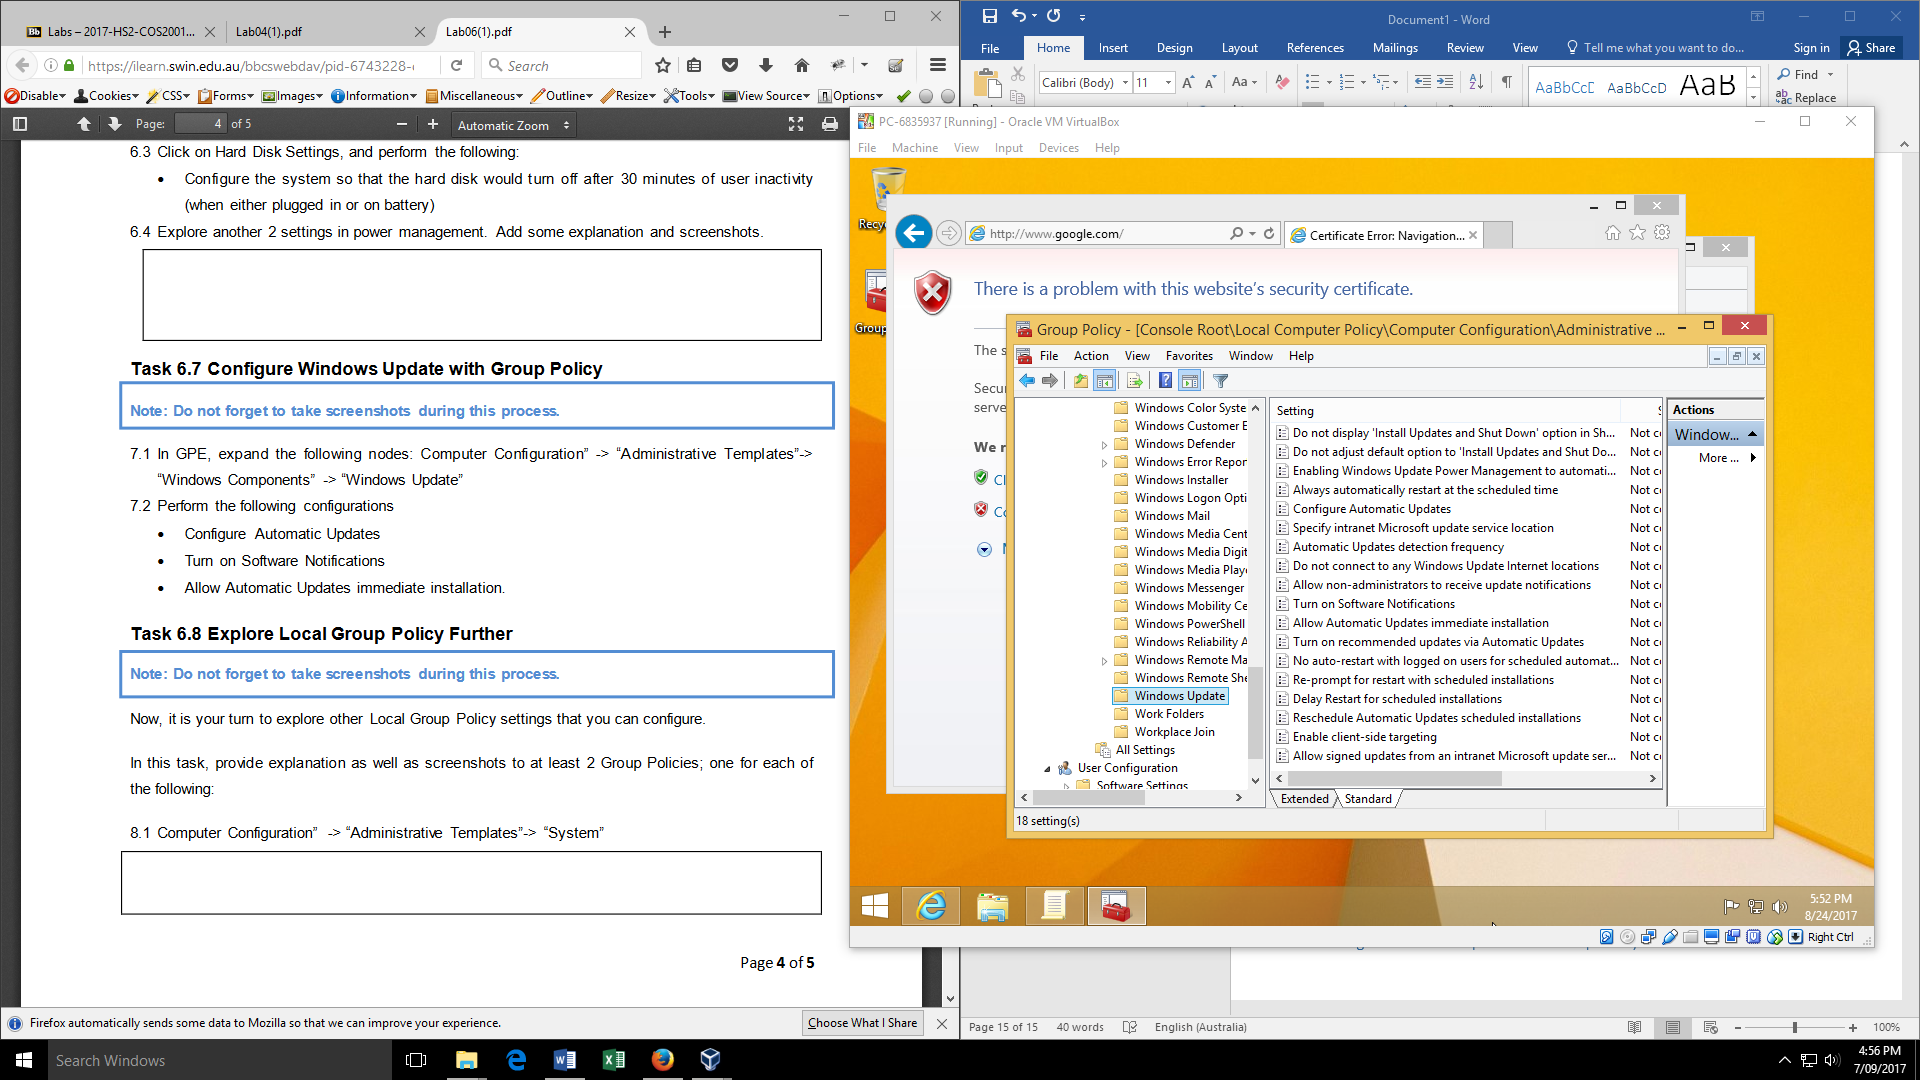 Labs – 2017-HS2-COS2001...
Lab04(1).pdf
Lab06(1).pdf
https://ilearn.swin.edu.au/bbcswebdav/pid-6743228-
Search
Disable
Cookies
CSS
Forms
Images
Information
Miscellaneous
Outline
Resize
Tools
View Source
Options
Page:
4
of 5
Automatic Zoom
6.3 Click on Hard Disk Settings, and perform the following:
• Configure the system so that the hard disk would turn off after 30 minutes of user inactivity
(when either plugged in or on battery)
6.4 Explore another 2 settings in power management. Add some explanation and screenshots.
Task 6.7 Configure Windows Update with Group Policy
Note: Do not forget to take screenshots during this process.
7.1 In GPE, expand the following nodes: Computer Configuration” -> “Administrative Templates”->
“Windows Components” -> “Windows Update”
7.2 Perform the following configurations
• Configure Automatic Updates
• Turn on Software Notifications
• Allow Automatic Updates immediate installation.
Task 6.8 Explore Local Group Policy Further
Note: Do not forget to take screenshots during this process.
Now, it is your turn to explore other Local Group Policy settings that you can configure.
In this task, provide explanation as well as screenshots to at least 2 Group Policies; one for each of
the following:
8.1 Computer Configuration” -> “Administrative Templates”-> “System”
Page 4 of 5
Firefox automatically sends some data to Mozilla so that we can improve your experience.
Choose What I Share
Document1 - Word
File
Home
Insert
Design
Layout
References
Mailings
Review
View
Tell me what you want to do...
Sign in
Share
Calibri (Body)
11
Aa
AaBbCcDc
AaBbCcDc
AaB
Find
Replace
PC-6835937 [Running] - Oracle VM VirtualBox
File
Machine
View
Input
Devices
Help
http://www.google.com/
Certificate Error: Navigation...
There is a problem with this website's security certificate.
The s
Secur
serve
We r
Group Policy - [Console Root\Local Computer Policy\Computer Configuration\Administrative ...
File
Action
View
Favorites
Window
Help
Windows Color Syste
Windows Customer E
Windows Defender
Windows Error Repor
Windows Installer
Windows Logon Opti
Windows Mail
Windows Media Cent
Windows Media Digit
Windows Media Playe
Windows Messenger
Windows Mobility Ce
Windows PowerShell
Windows Reliability A
Windows Remote Ma
Windows Remote She
Windows Update
Work Folders
Workplace Join
All Settings
User Configuration
Software Settings
Setting
Do not display 'Install Updates and Shut Down' option in Sh... Not c
Do not adjust default option to 'Install Updates and Shut Do... Not c
Enabling Windows Update Power Management to automati... Not c
Always automatically restart at the scheduled time Not c
Configure Automatic Updates Not c
Specify intranet Microsoft update service location Not c
Automatic Updates detection frequency Not c
Do not connect to any Windows Update Internet locations Not c
Allow non-administrators to receive update notifications Not c
Turn on Software Notifications Not c
Allow Automatic Updates immediate installation Not c
Turn on recommended updates via Automatic Updates Not c
No auto-restart with logged on users for scheduled automat... Not c
Re-prompt for restart with scheduled installations Not c
Delay Restart for scheduled installations Not c
Reschedule Automatic Updates scheduled installations Not c
Enable client-side targeting Not c
Allow signed updates from an intranet Microsoft update ser... Not c
Actions
Window...
More ...
Extended
Standard
18 setting(s)
5:52 PM
8/24/2017
Right Ctrl
Page 15 of 15
40 words
English (Australia)
100%
Search Windows
4:56 PM
7/09/2017